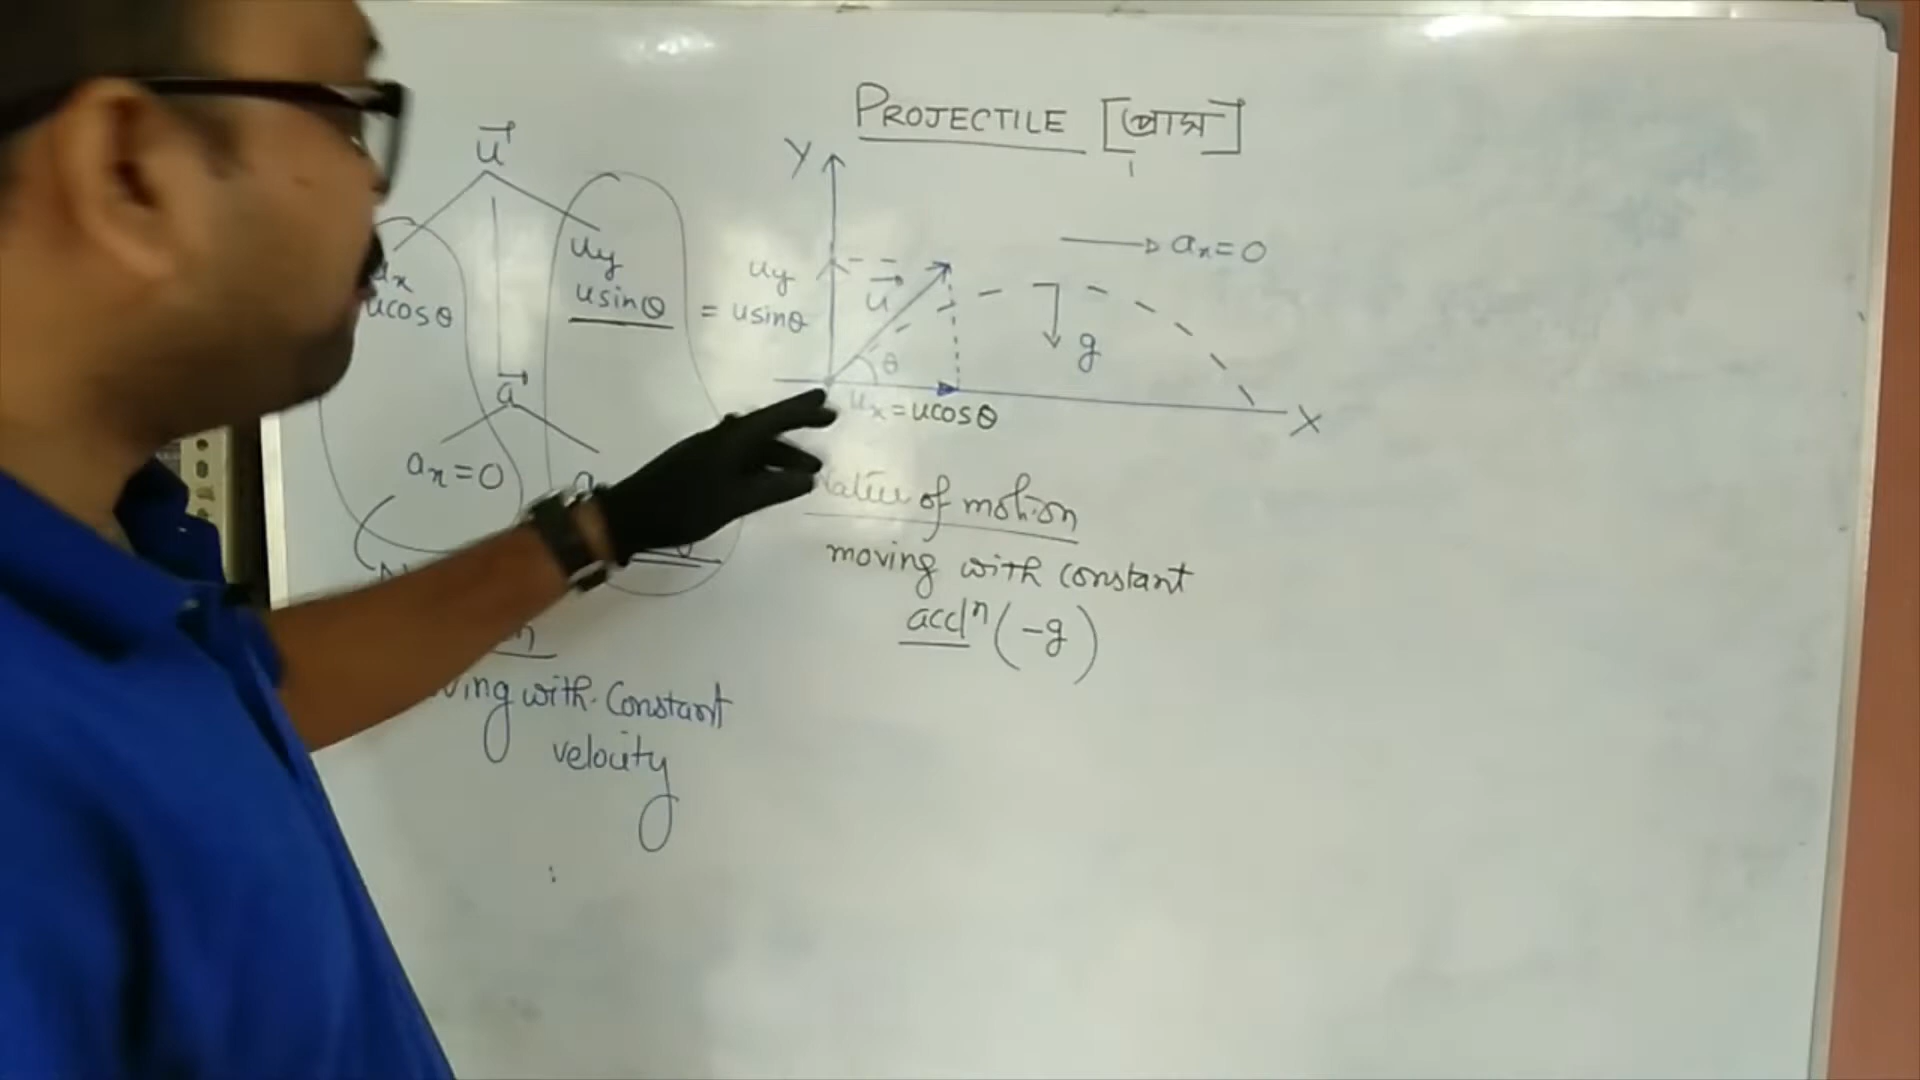 PROJECTILE [প্রাস]
u
uy
usinθ
ucosθ
a
ax=0
Y
uy
= usinθ
u
θ
ax=0
g
X
ux=ucosθ
of motion
moving with constant
accl^n (-g)
with Constant
velocity